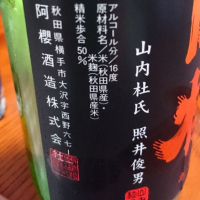 山内杜氏 照井俊男
アルコール分／16度
原材料名／米（秋田県産）・
米麹（秋田県産米）
精米歩合 50%
秋田県横手市大沢字西野六七
阿櫻酒造株式会社